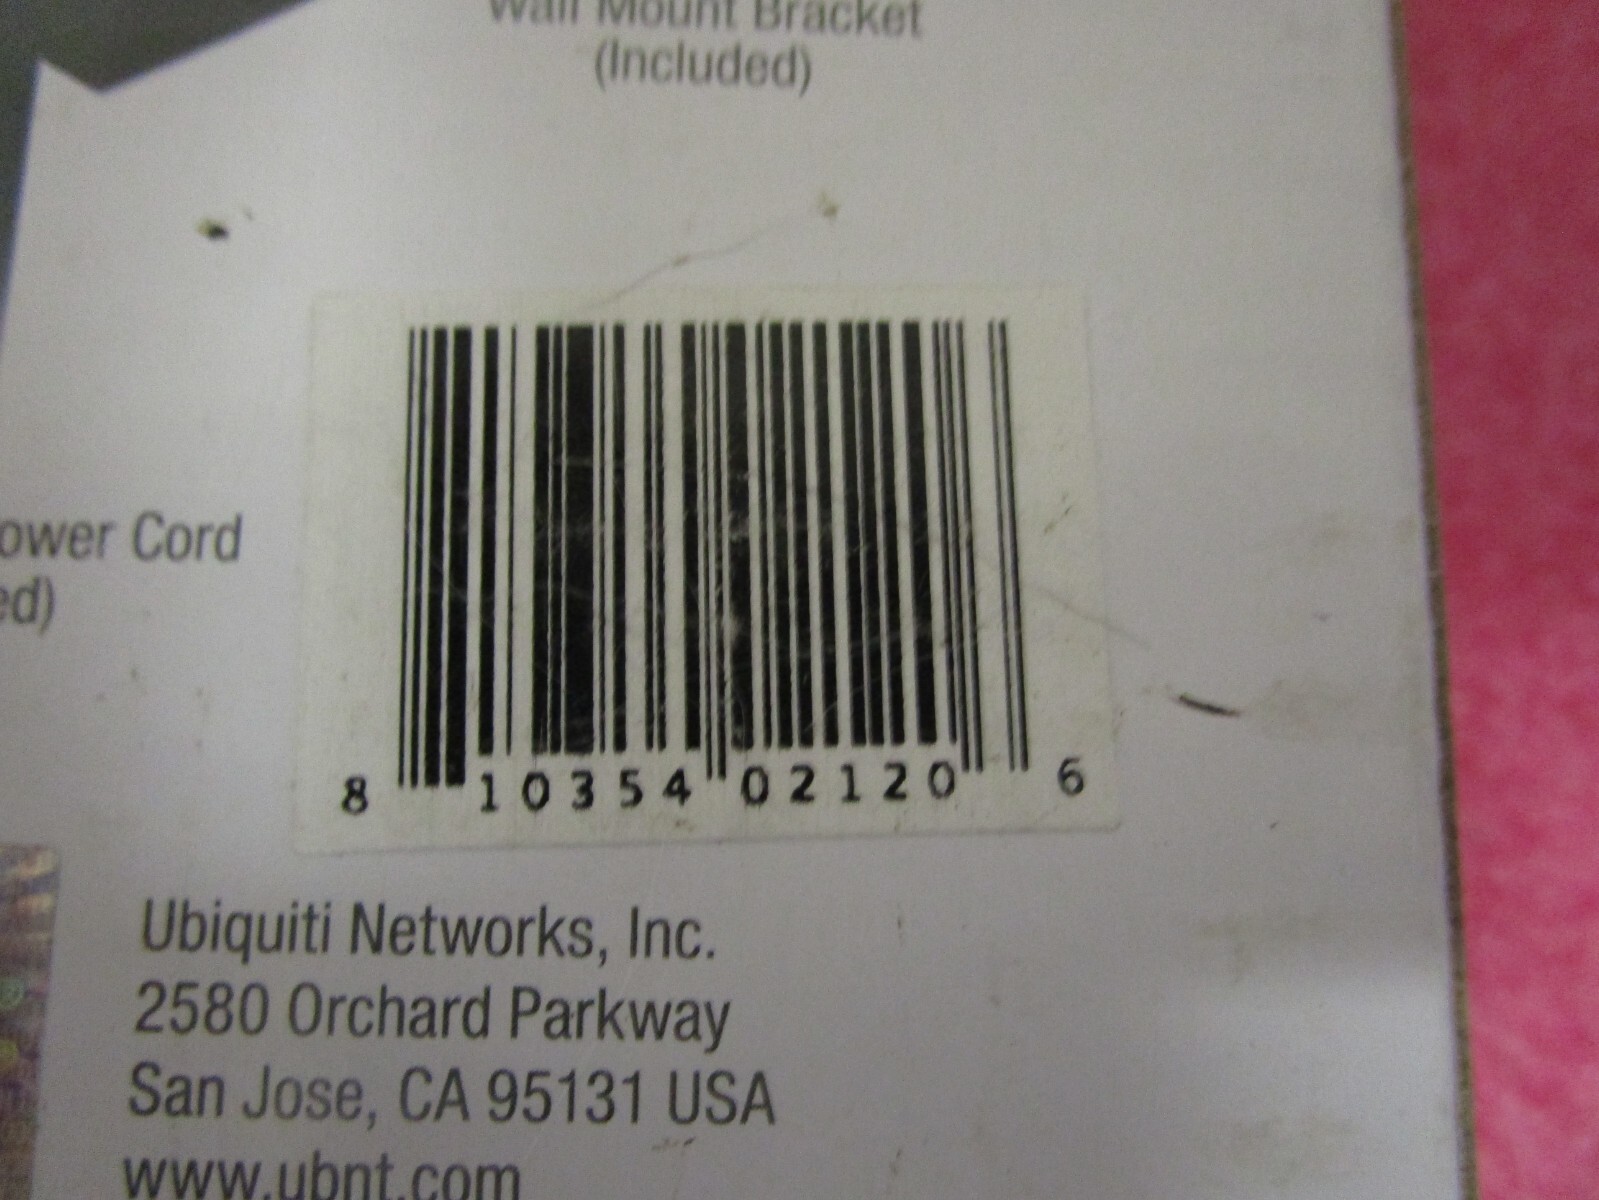 Wall Mount Bracket
(Included)
ower Cord
ed)
8 10354 02120 6
Ubiquiti Networks, Inc.
2580 Orchard Parkway
San Jose, CA 95131 USA
www.ubnt.com